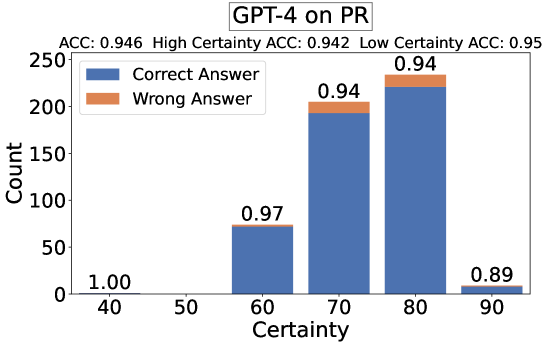 GPT-4 on PR
ACC: 0.946 High Certainty ACC: 0.942 Low Certainty ACC: 0.95
Correct Answer
Wrong Answer
Count
250
200
150
100
50
0
1.00
0.97
0.94
0.94
0.89
40 50 60 70 80 90
Certainty